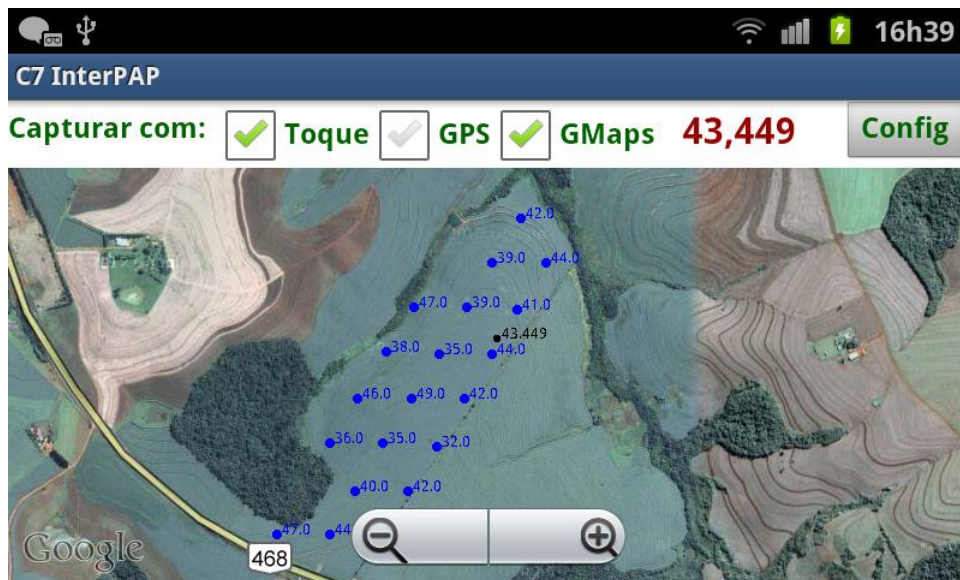 16h39
C7 InterPAP
Capturar com: Toque GPS GMaps 43,449 Config
42.0
39.0 44.0
47.0 39.0 41.0
43.449
38.0 35.0 44.0
46.0 49.0 42.0
36.0 35.0 32.0
40.0 42.0
47.0 44
Google 468